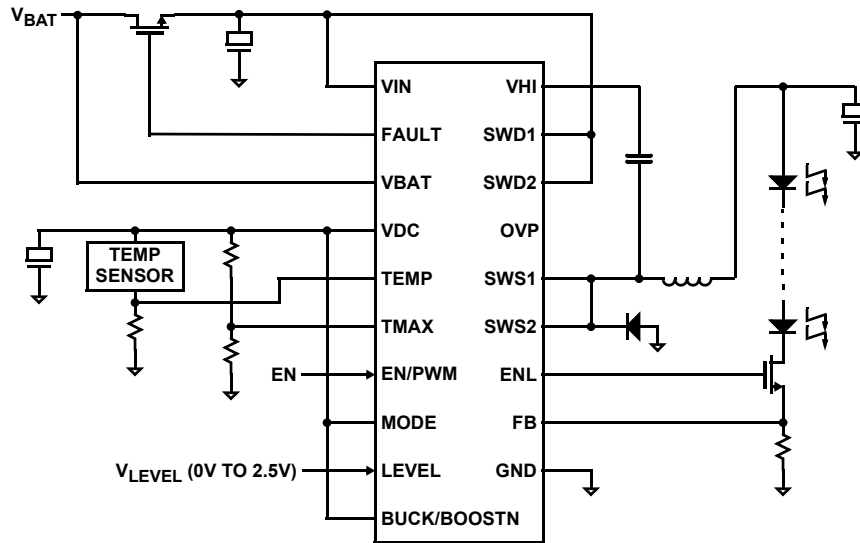 VBAT
VIN
VHI
FAULT
SWD1
VBAT
SWD2
VDC
OVP
TEMP
SENSOR
TEMP
SWS1
TMAX
SWS2
EN
EN/PWM
ENL
MODE
FB
VLEVEL (0V TO 2.5V)
LEVEL
GND
BUCK/BOOSTN